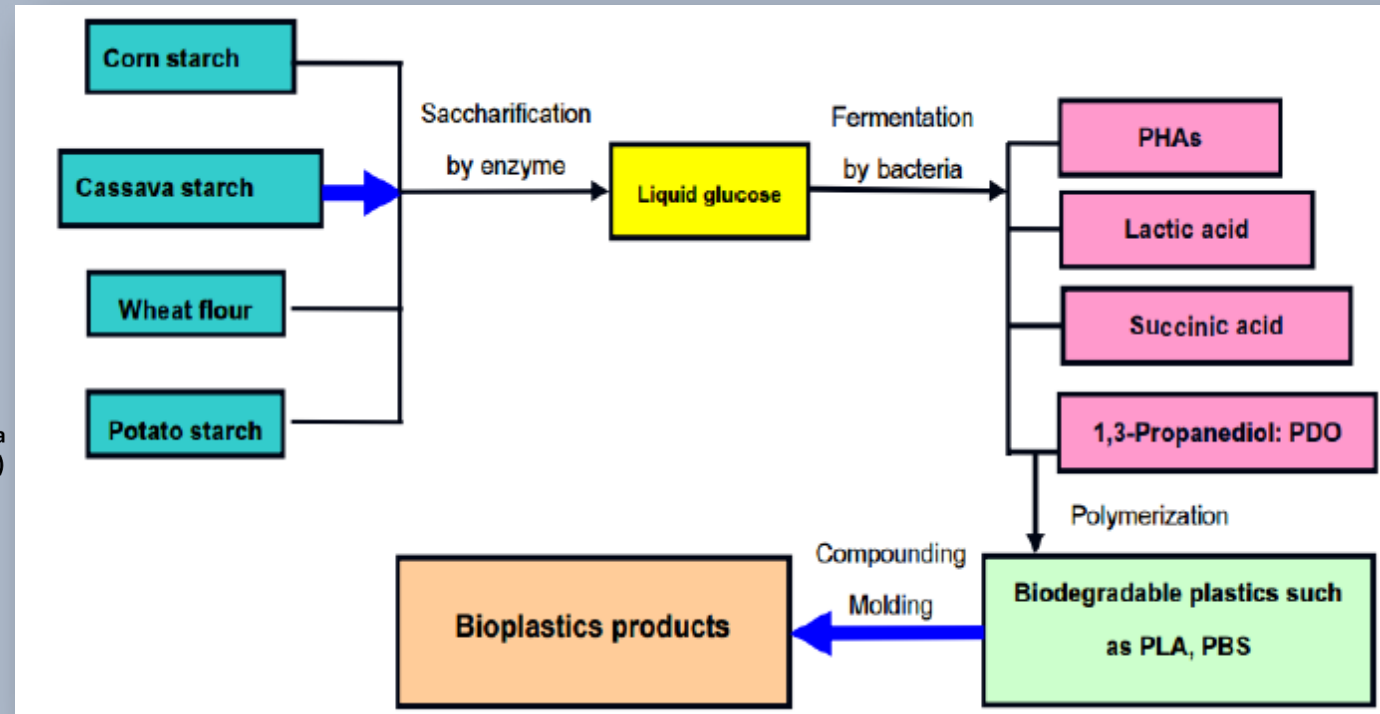 Corn starch
Cassava starch
Wheat flour
Potato starch
a
)
Saccharification
by enzyme
Liquid glucose
Fermentation
by bacteria
PHAs
Lactic acid
Succinic acid
1,3-Propanediol: PDO
Polymerization
Biodegradable plastics such
as PLA, PBS
Compounding
Molding
Bioplastics products